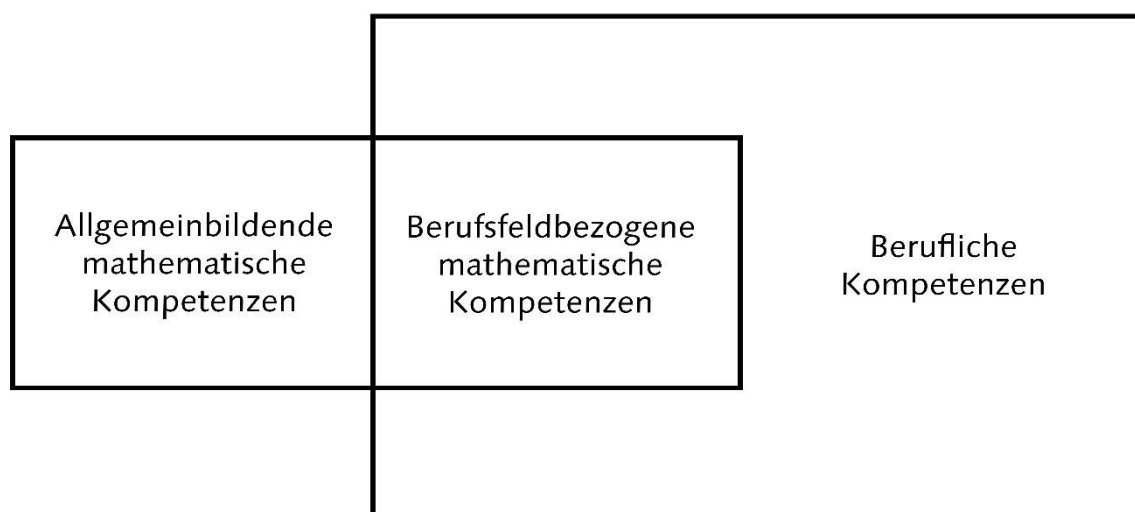 Allgemeinbildende
mathematische
Kompetenzen
Berufsfeldbezogene
mathematische
Kompetenzen
Berufliche
Kompetenzen